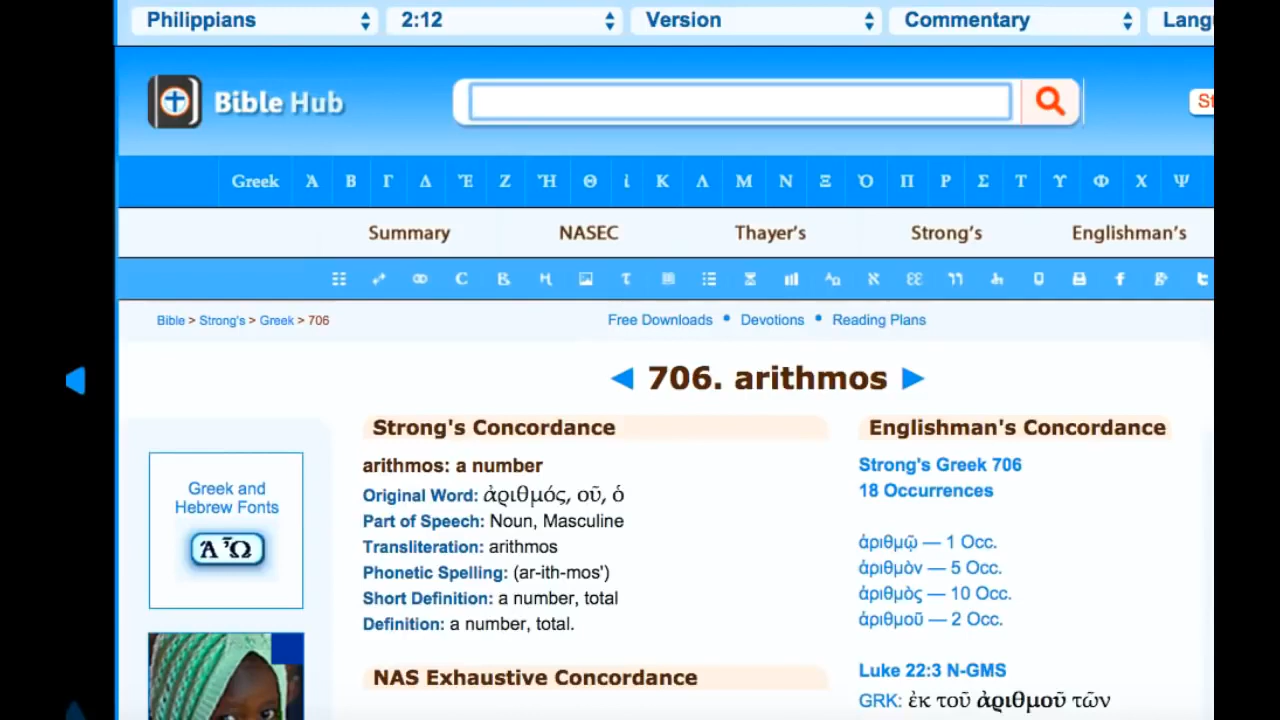 Philippians 2:12 Version Commentary Langu
Bible Hub
St
Greek Ἀ Β Γ Δ Ἐ Ζ Ἡ Θ Ἰ Κ Λ Μ Ν Ξ Ὀ Π Ρ Σ Τ Υ Φ Χ Ψ
Summary NASEC Thayer's Strong's Englishman's
Bible > Strong's > Greek > 706
Free Downloads • Devotions • Reading Plans
◄ 706. arithmos ►
Greek and
Hebrew Fonts
Strong's Concordance
arithmos: a number
Original Word: ἀριθμός, οῦ, ὁ
Part of Speech: Noun, Masculine
Transliteration: arithmos
Phonetic Spelling: (ar-ith-mos')
Short Definition: a number, total
Definition: a number, total.
NAS Exhaustive Concordance
Englishman's Concordance
Strong's Greek 706
18 Occurrences
ἀριθμῷ — 1 Occ.
ἀριθμὸν — 5 Occ.
ἀριθμὸς — 10 Occ.
ἀριθμοῦ — 2 Occ.
Luke 22:3 N-GMS
GRK: ἐκ τοῦ ἀριθμοῦ τῶν